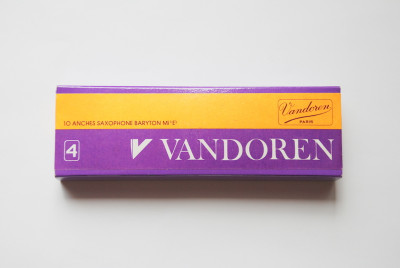 Vandoren
PARIS
10 ANCHES SAXOPHONE BARYTON Mi♭E♭
4
VANDOREN